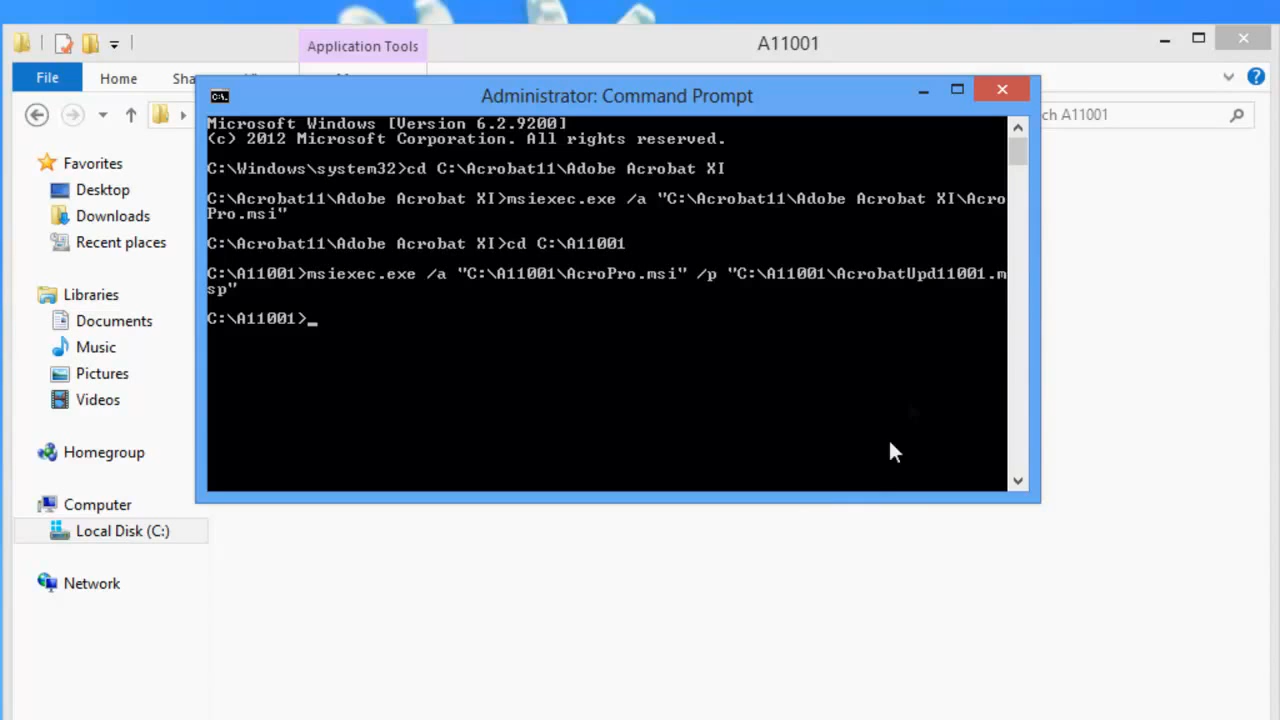 Application Tools
A11001
File
Home
Sha
ch A11001
Administrator: Command Prompt
C:\.
Microsoft Windows [Version 6.2.9200]
(c) 2012 Microsoft Corporation. All rights reserved.
C:\Windows\system32>cd C:\Acrobat11\Adobe Acrobat XI
C:\Acrobat11\Adobe Acrobat XI>msiexec.exe /a "C:\Acrobat11\Adobe Acrobat XI\Acro
Pro.msi"
C:\Acrobat11\Adobe Acrobat XI>cd C:\A11001
C:\A11001>msiexec.exe /a "C:\A11001\AcroPro.msi" /p "C:\A11001\AcrobatUpd11001.m
sp"
C:\A11001>_
Favorites
Desktop
Downloads
Recent places
Libraries
Documents
Music
Pictures
Videos
Homegroup
Computer
Local Disk (C:)
Network